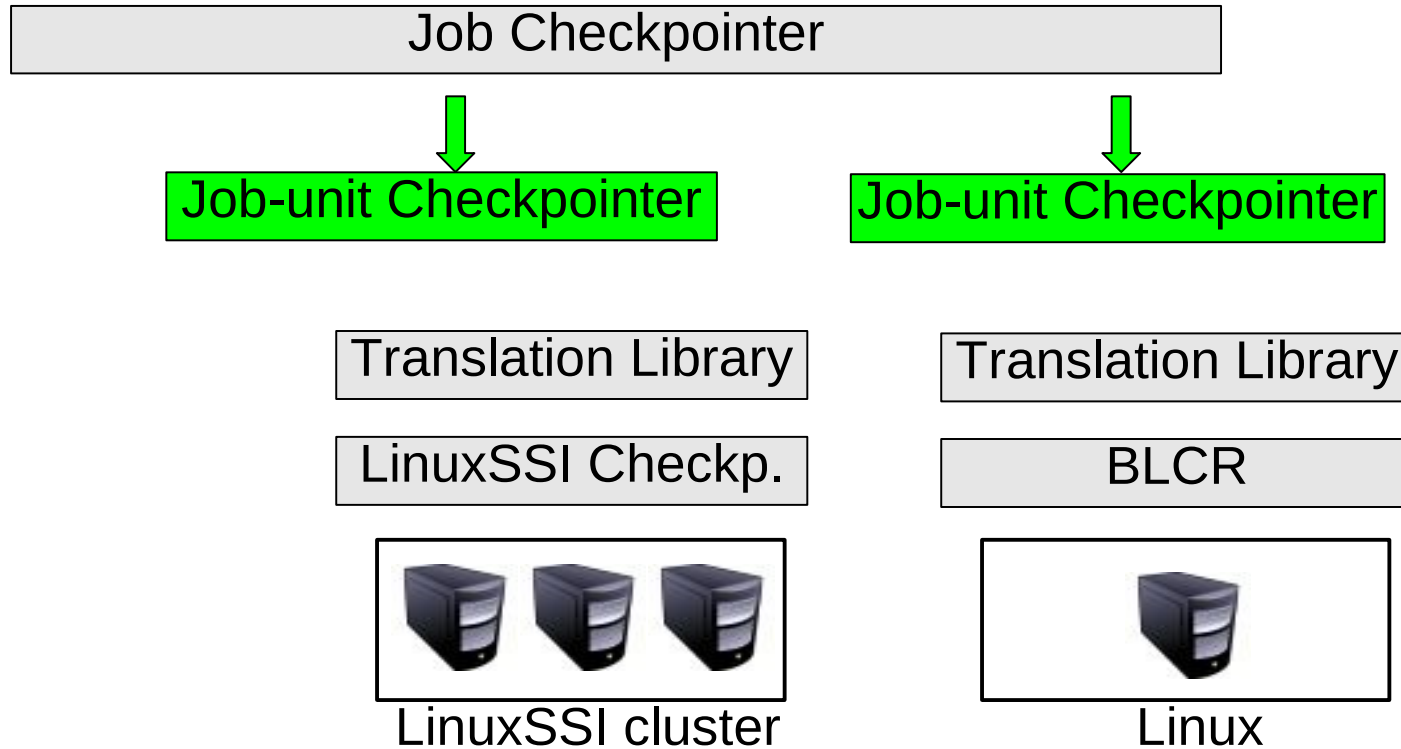 Job Checkpointer
Job-unit Checkpointer
Job-unit Checkpointer
Translation Library
Translation Library
LinuxSSI Checkp.
BLCR
LinuxSSI cluster
Linux